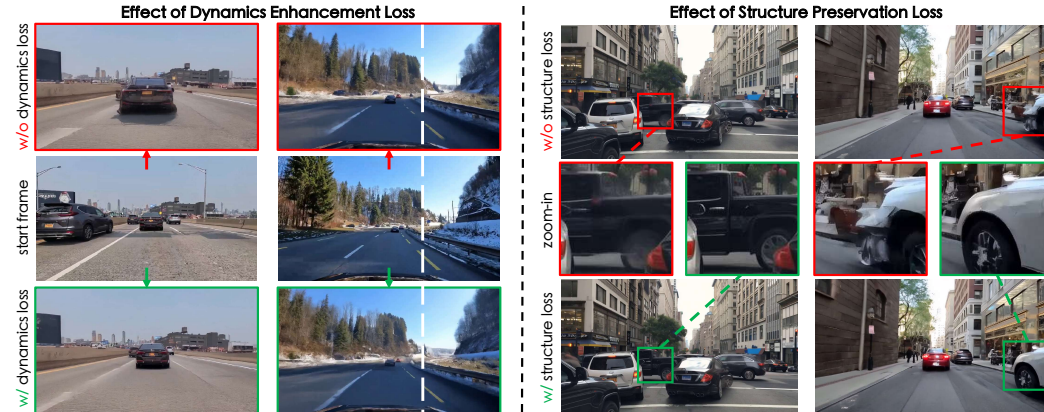 Effect of Dynamics Enhancement Loss
Effect of Structure Preservation Loss
w/o dynamics loss
start frame
w/ dynamics loss
w/o structure loss
zoom-in
w/ structure loss